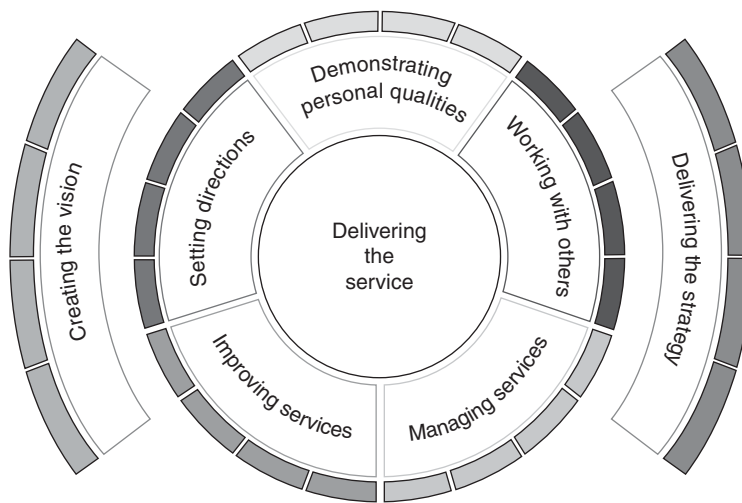 Demonstrating
personal qualities
Working with others
Managing services
Improving services
Setting directions
Delivering
the
service
Creating the vision
Delivering the strategy